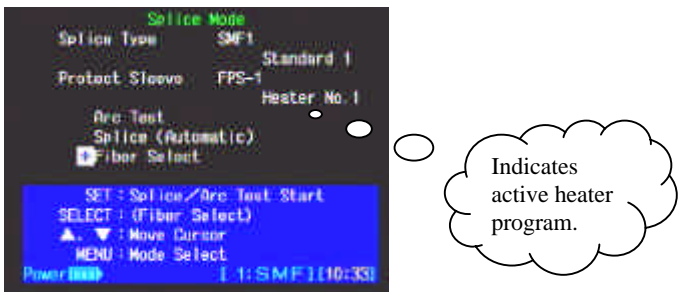 Splice Mode
Splice Type SMF1
Standard 1
Protect Sleeve FPS-1
Heater No.1
Arc Test
Splice (Automatic)
+ Fiber Select
SET : Splice/Arc Test Start
SELECT : (Fiber Select)
▲, ▼ : Move Cursor
MENU : Mode Select
Power [ 1:SMF][10:33]
Indicates
active heater
program.